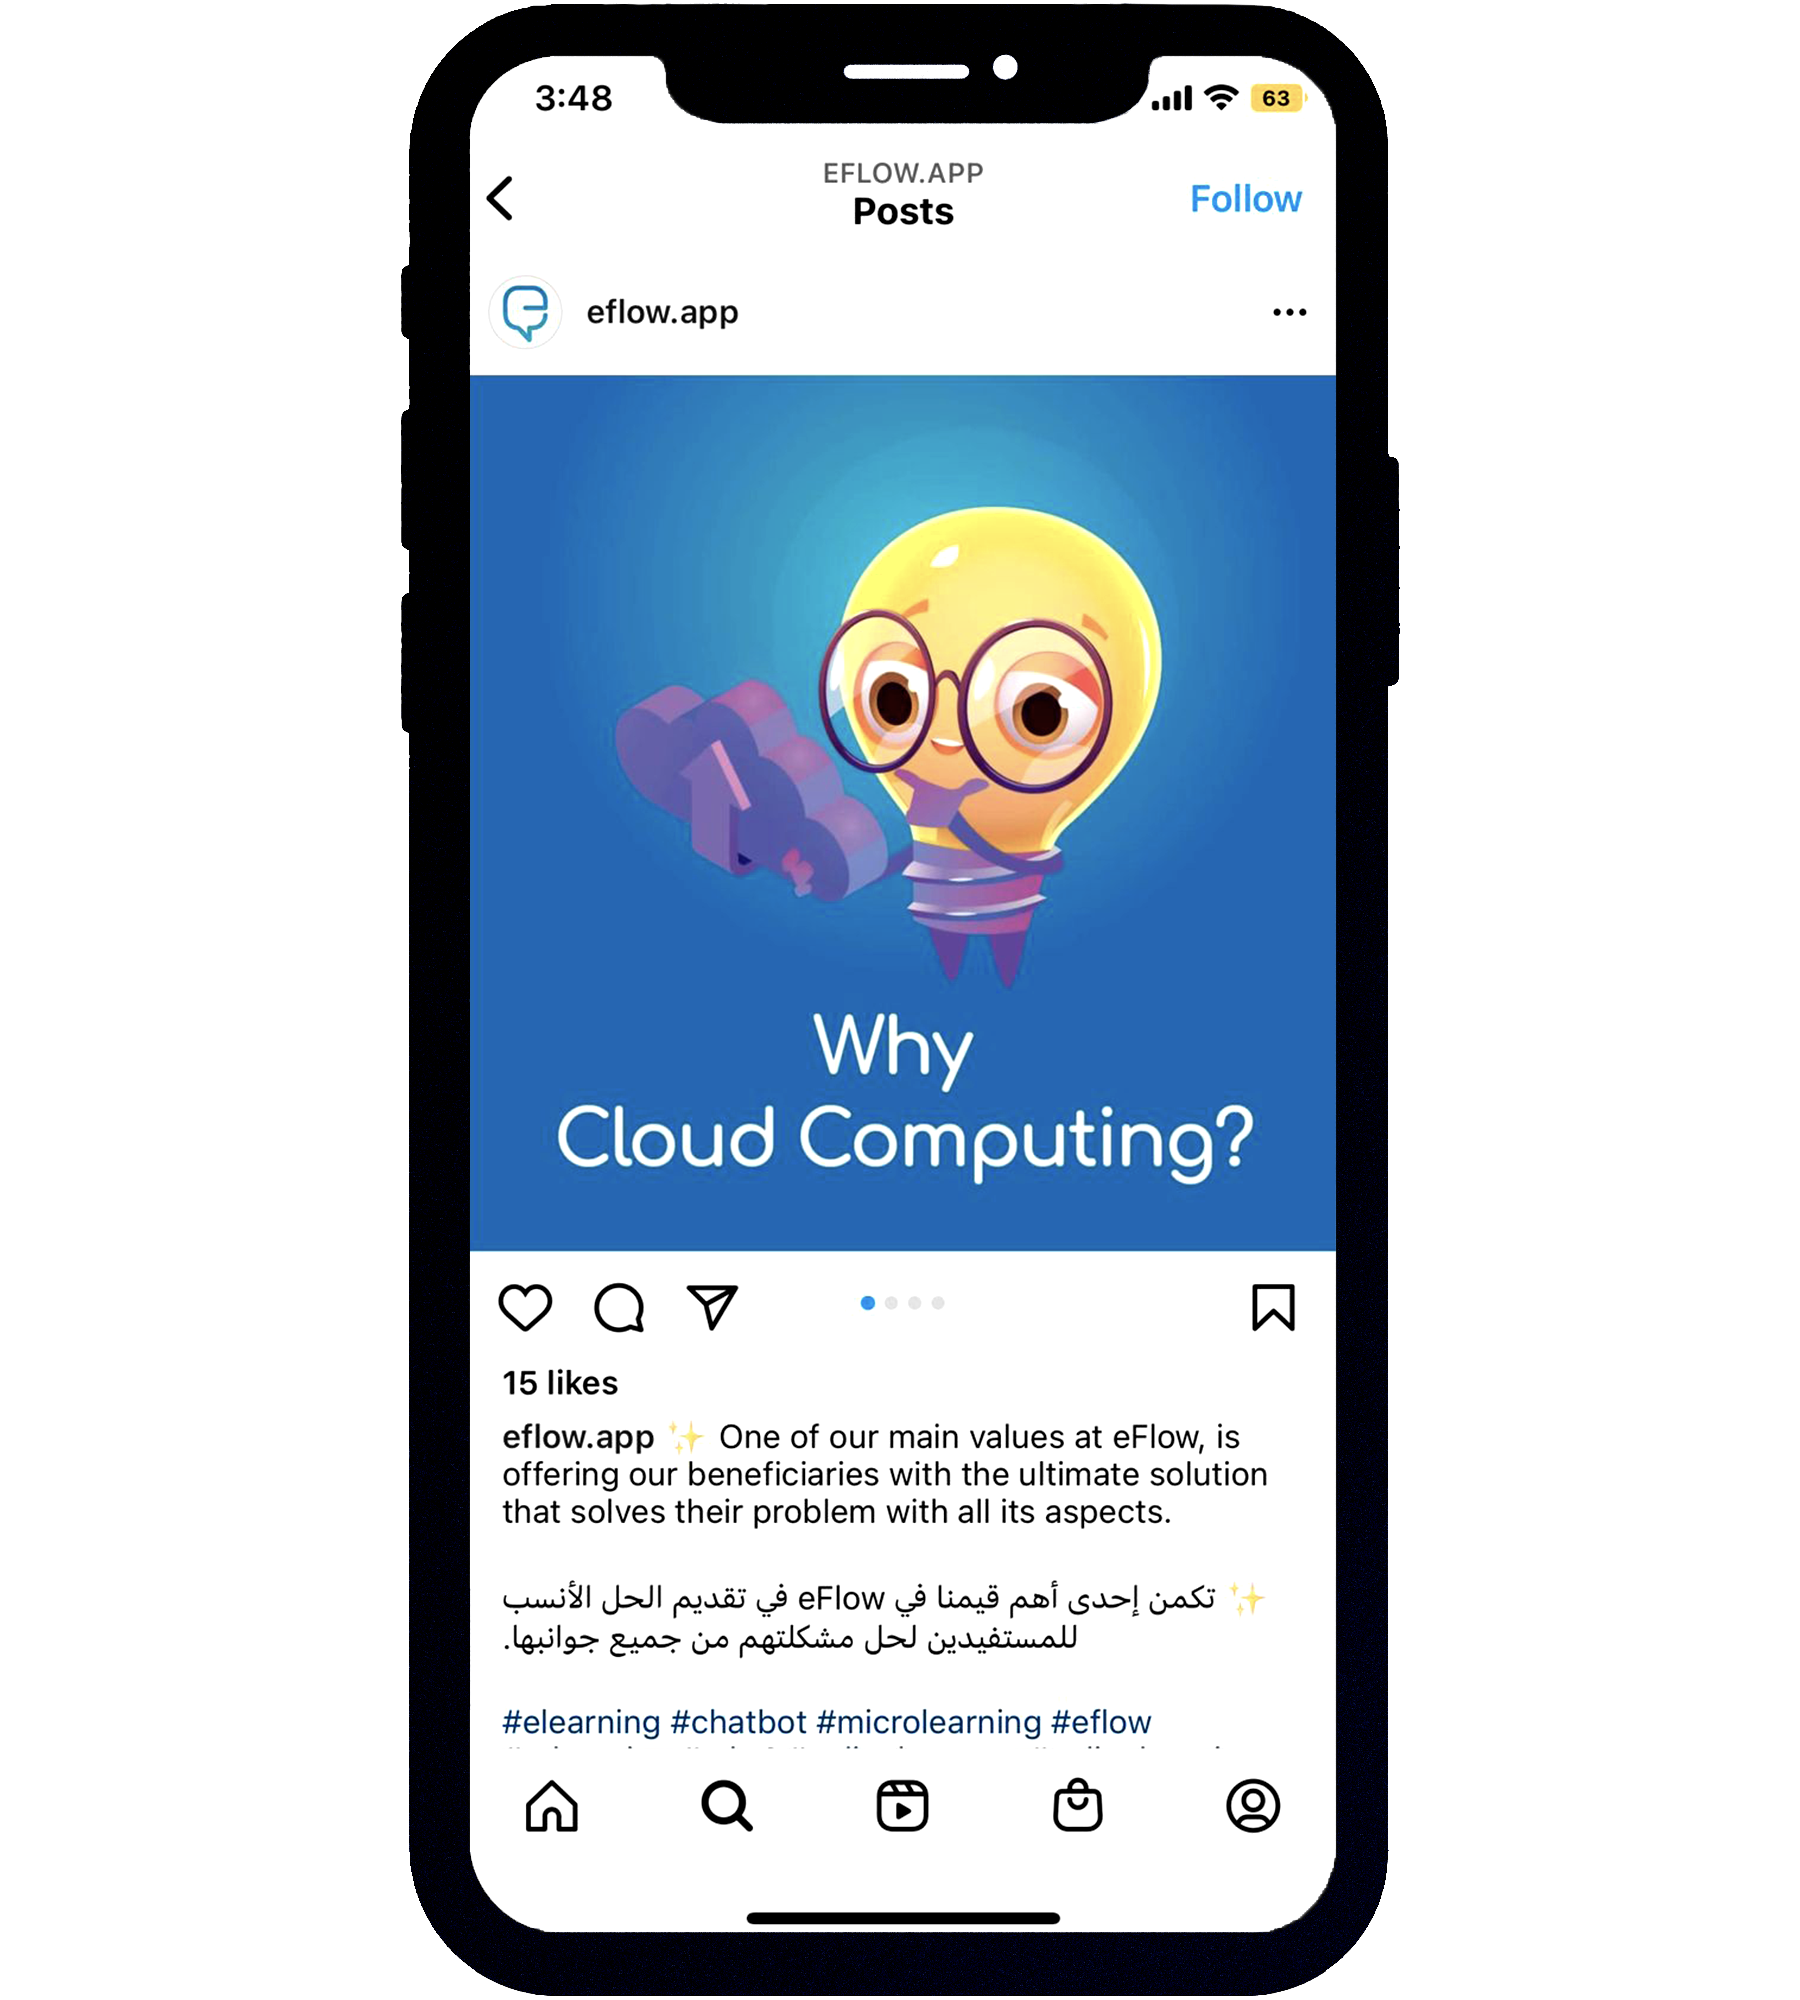 3:48
63
EFLOW.APP
Posts
Follow
eflow.app
Why
Cloud Computing?
15 likes
eflow.app ✨ One of our main values at eFlow, is
offering our beneficiaries with the ultimate solution
that solves their problem with all its aspects.
✨ تكمن إحدى أهم قيمنا في eFlow في تقديم الحل الأنسب
للمستفيدين لحل مشكلتهم من جميع جوانبها.
#elearning #chatbot #microlearning #eflow